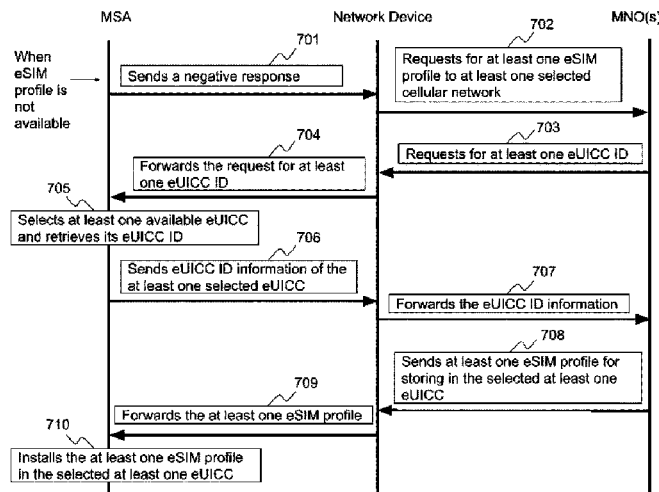 MSA
Network Device
MNO(s)
When
eSIM
profile is
not
available
701
Sends a negative response
702
Requests for at least one eSIM
profile to at least one selected
cellular network
703
Requests for at least one eUICC ID
704
Forwards the request for at least
one eUICC ID
705
Selects at least one available eUICC
and retrieves its eUICC ID
706
Sends eUICC ID information of the
at least one selected eUICC
707
Forwards the eUICC ID information
708
Sends at least one eSIM profile for
storing in the selected at least one
eUICC
709
Forwards the at least one eSIM profile
710
Installs the at least one eSIM profile
in the selected at least one eUICC